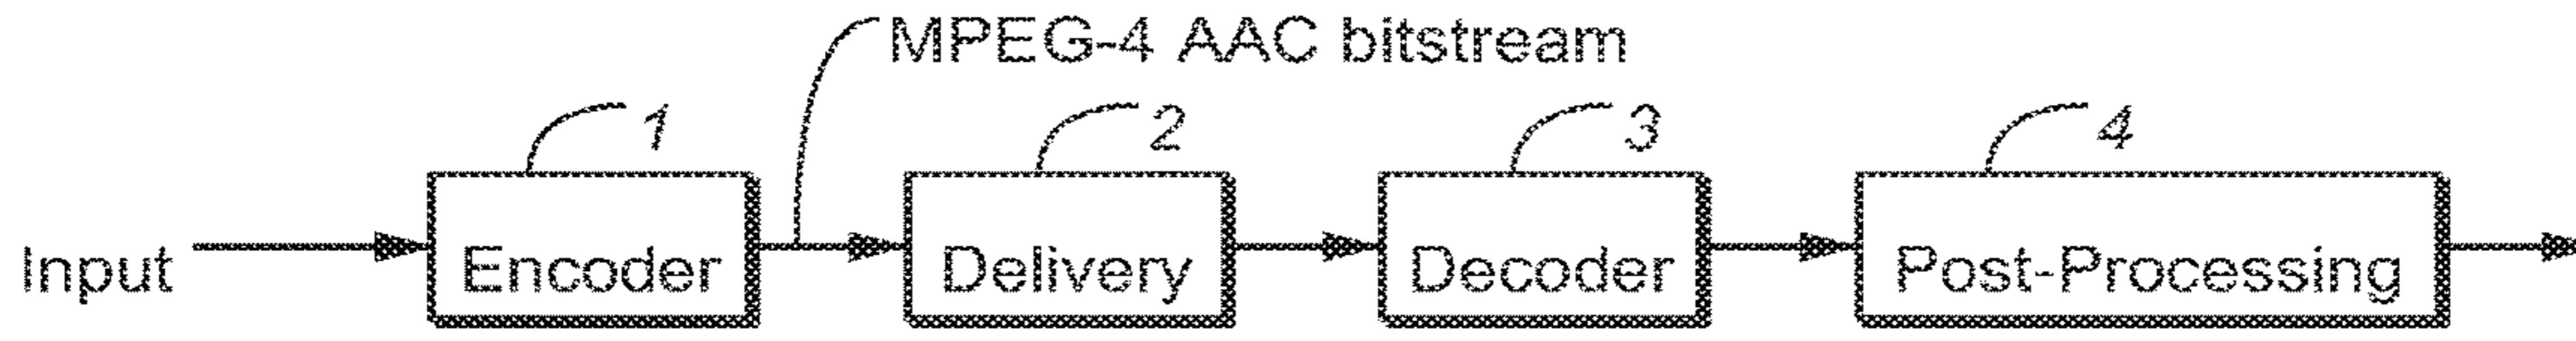 MPEG-4 AAC bitstream
1 2 3 4
Input Encoder Delivery Decoder Post-Processing